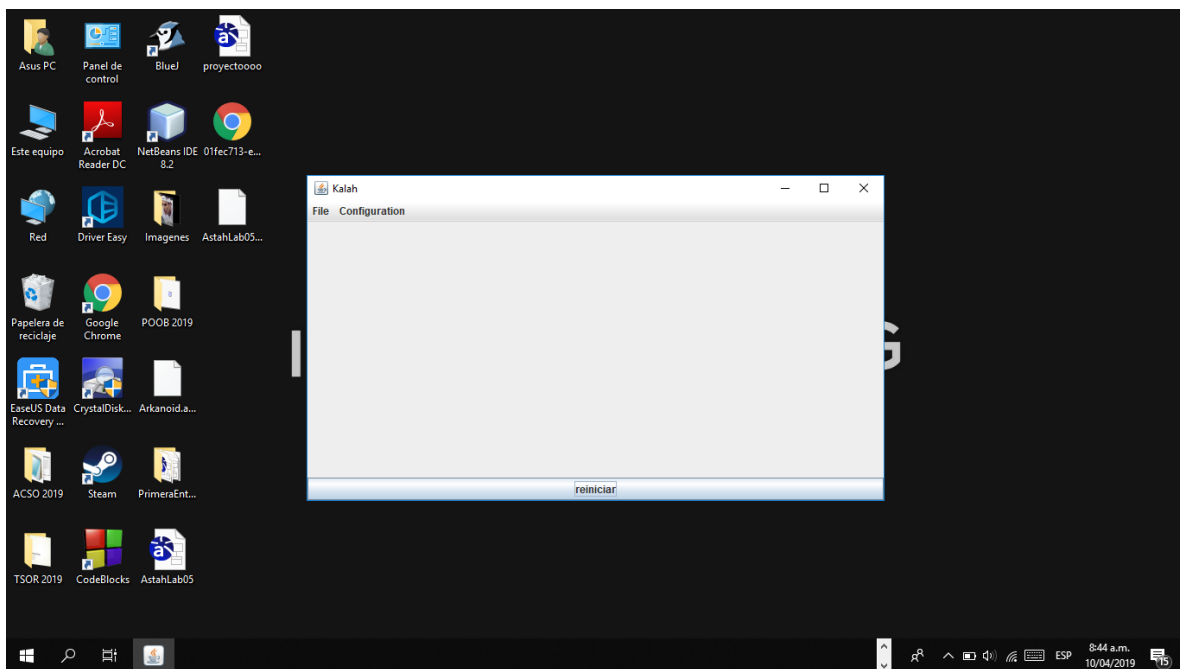 Asus PC
Panel de
control
BlueJ
proyectoooo
Este equipo
Acrobat
Reader DC
NetBeans IDE
8.2
01fec713-e...
Red
Driver Easy
Imagenes
AstahLab05...
Papelera de
reciclaje
Google
Chrome
POOB 2019
EaseUS Data
Recovery ...
CrystalDisk...
Arkanoid.a...
ACSO 2019
Steam
PrimeraEnt...
TSOR 2019
CodeBlocks
AstahLab05
Kalah
File Configuration
reiniciar
G
ESP
8:44 a.m.
10/04/2019
15